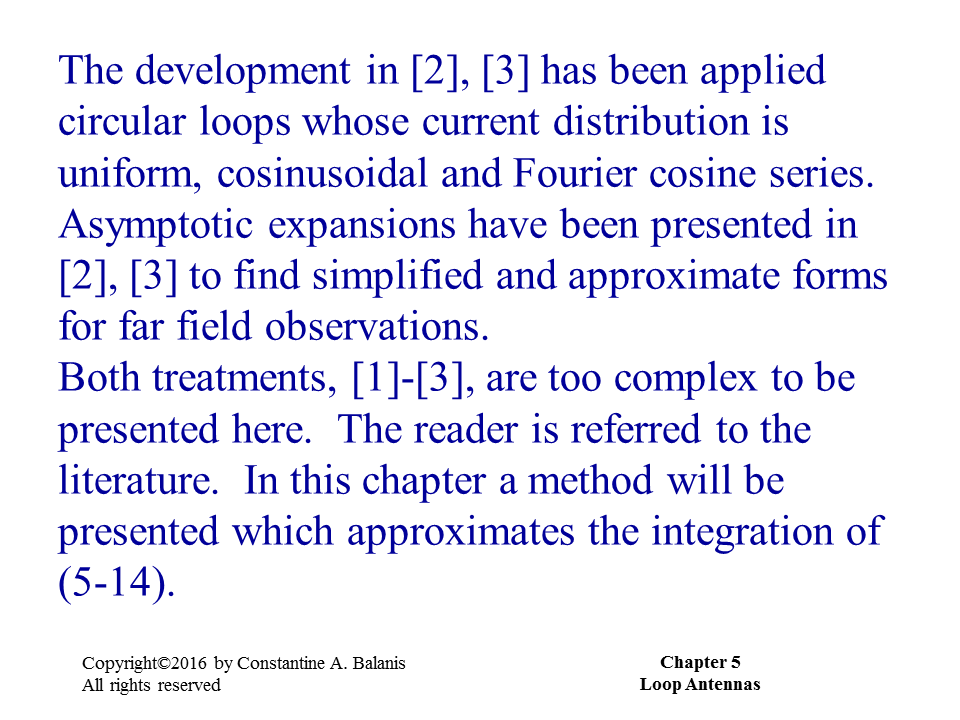 The development in [2], [3] has been applied
circular loops whose current distribution is
uniform, cosinusoidal and Fourier cosine series.
Asymptotic expansions have been presented in
[2], [3] to find simplified and approximate forms
for far field observations.
Both treatments, [1]-[3], are too complex to be
presented here.  The reader is referred to the
literature.  In this chapter a method will be
presented which approximates the integration of
(5-14).
Copyright©2016 by Constantine A. Balanis
All rights reserved
Chapter 5
Loop Antennas